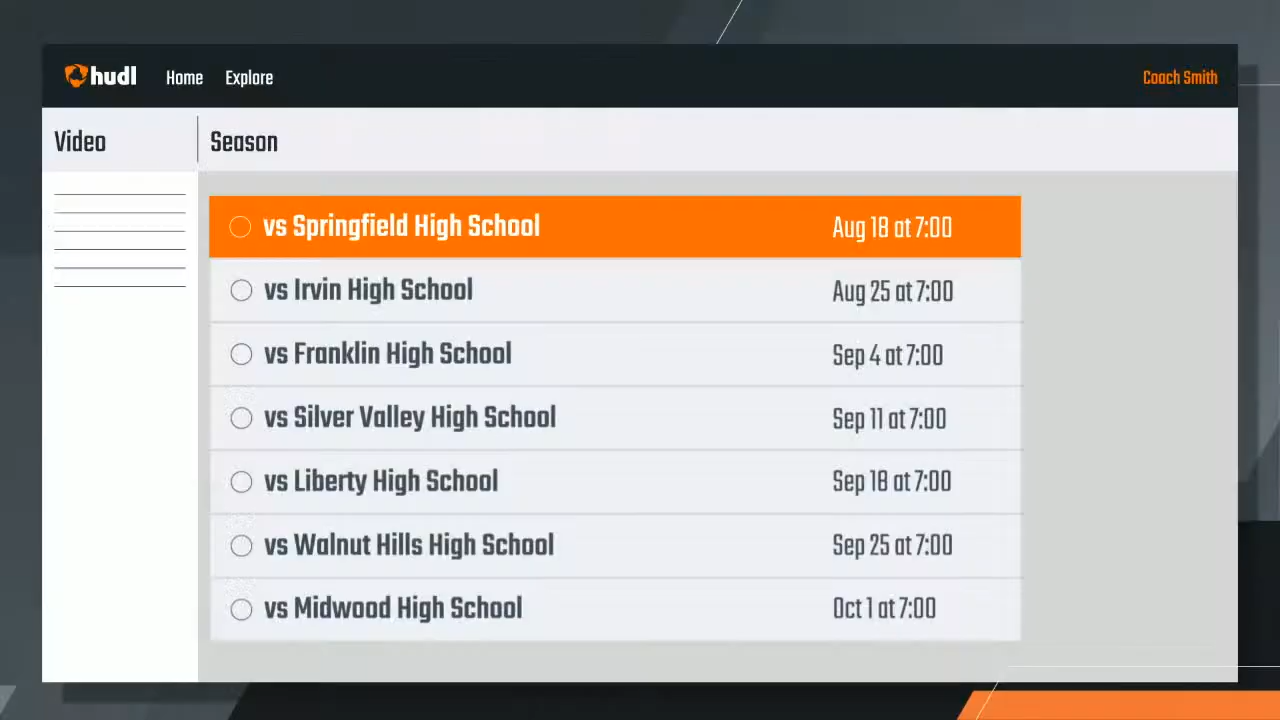 hudl Home Explore Coach Smith
Video Season
vs Springfield High School Aug 18 at 7:00
vs Irvin High School Aug 25 at 7:00
vs Franklin High School Sep 4 at 7:00
vs Silver Valley High School Sep 11 at 7:00
vs Liberty High School Sep 18 at 7:00
vs Walnut Hills High School Sep 25 at 7:00
vs Midwood High School Oct 1 at 7:00